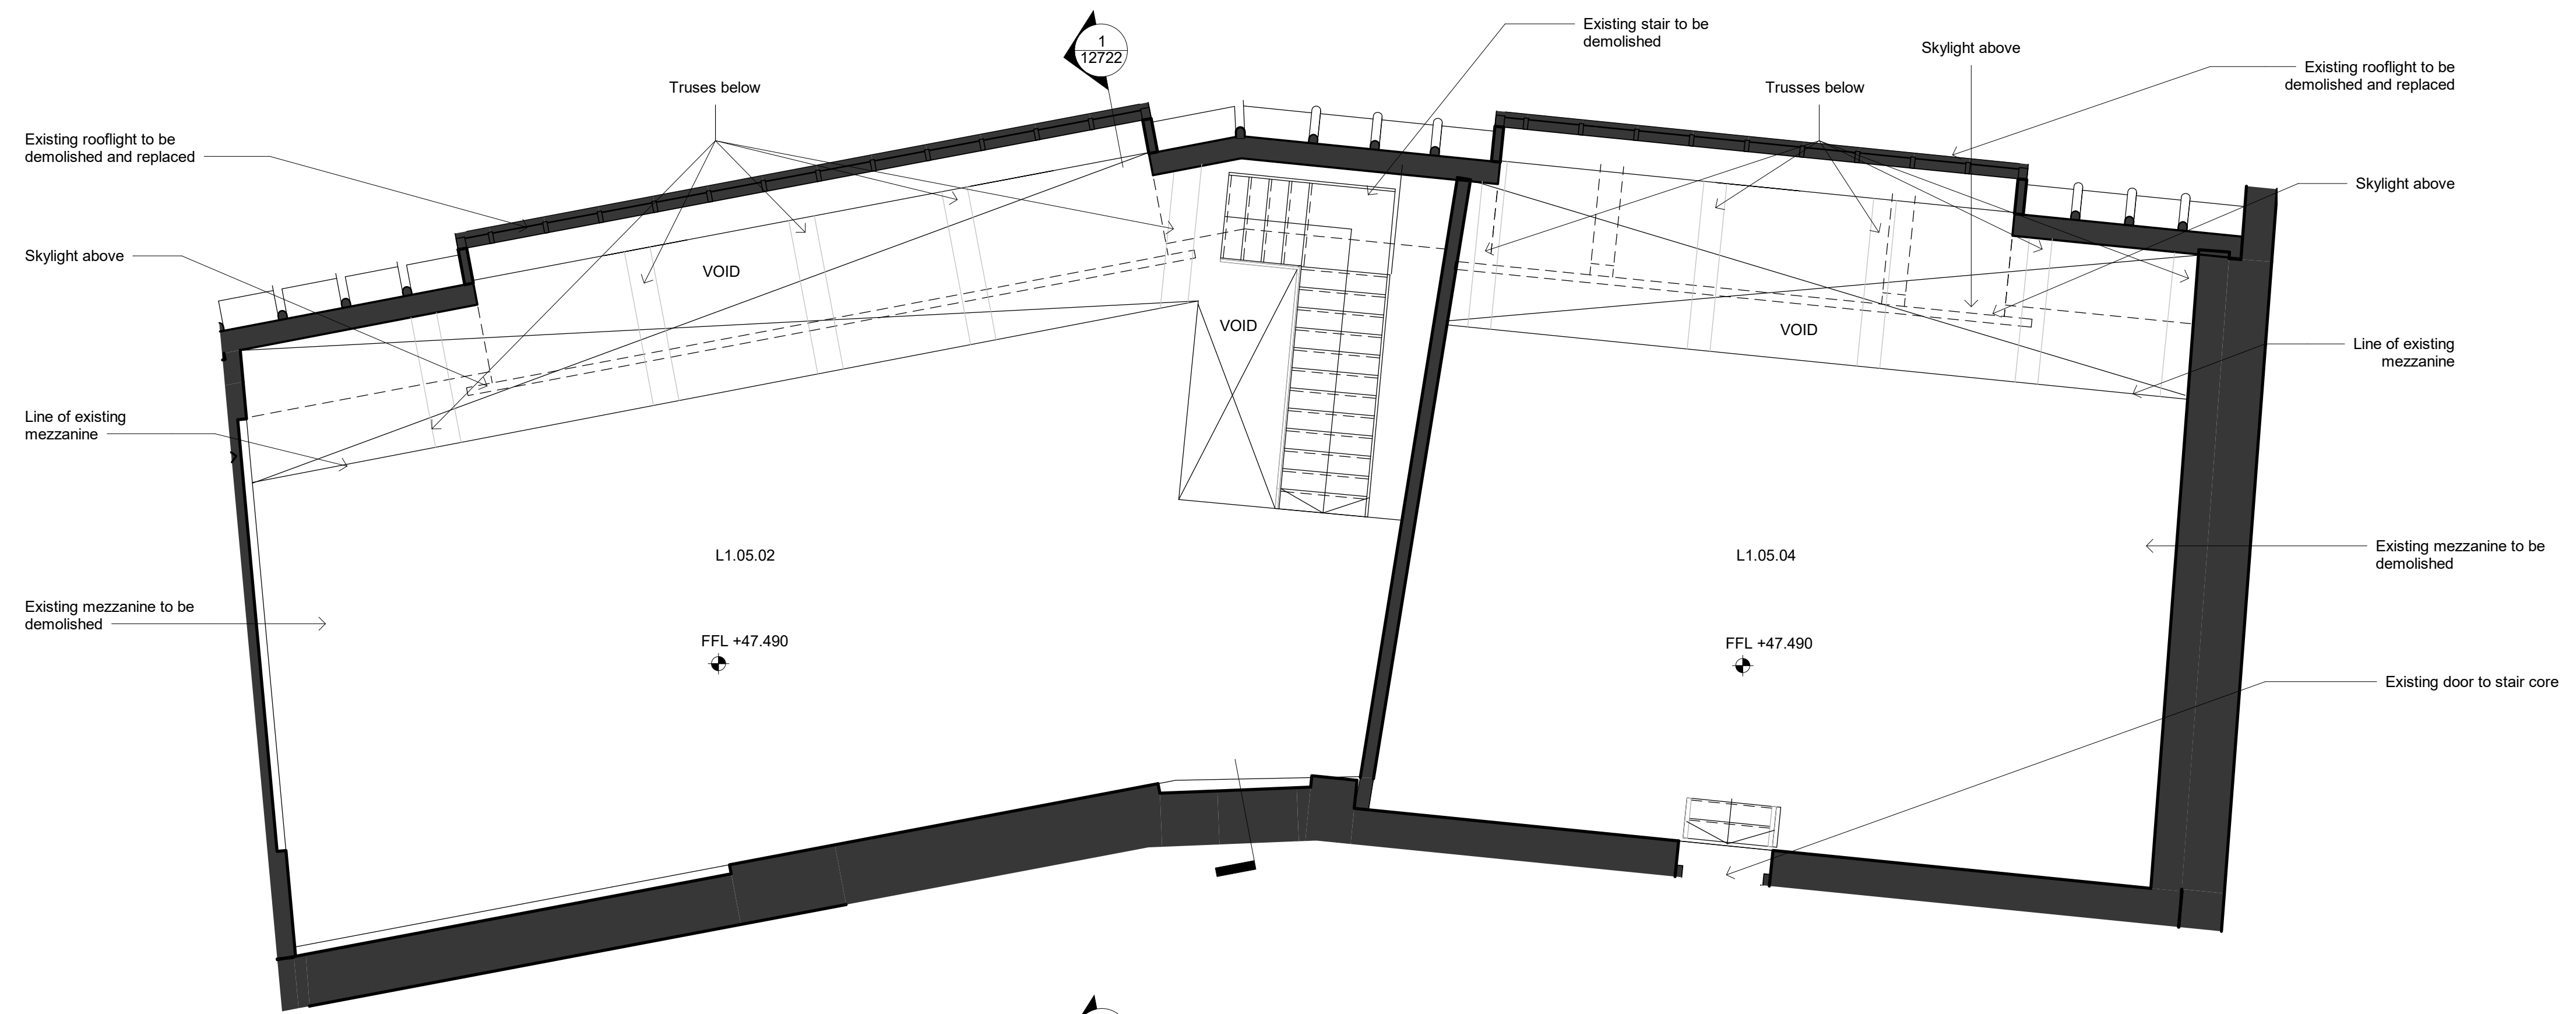 1
12722
Existing stair to be
demolished
Skylight above
Existing rooflight to be
demolished and replaced
Truses below
Trusses below
Existing rooflight to be
demolished and replaced
Skylight above
Skylight above
VOID
VOID
VOID
Line of existing
mezzanine
Line of existing
mezzanine
L1.05.02
L1.05.04
Existing mezzanine to be
demolished
Existing mezzanine to be
demolished
FFL +47.490
FFL +47.490
Existing door to stair core